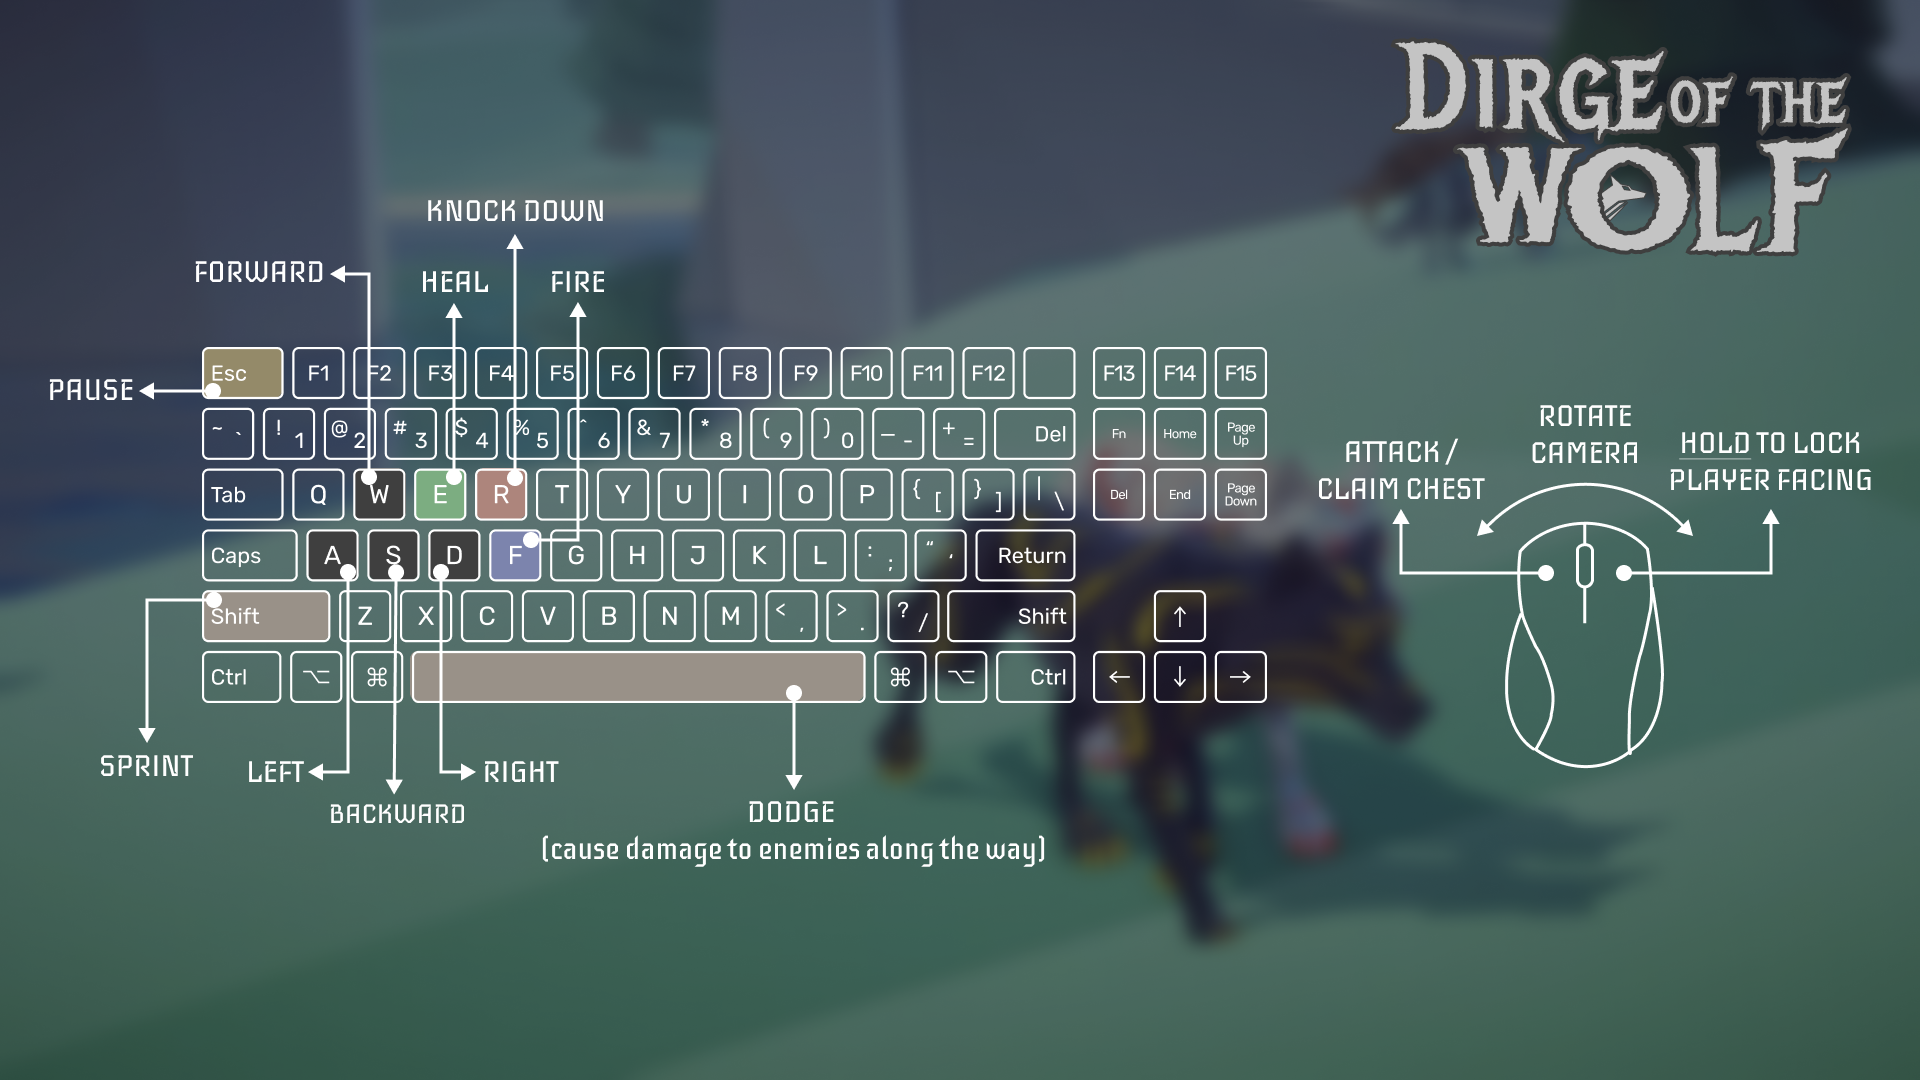 DIRGE OF THE
WOLF
KNOCK DOWN
FORWARD
HEAL
FIRE
PAUSE
Esc F1 F2 F3 F4 F5 F6 F7 F8 F9 F10 F11 F12 F13 F14 F15
~ ` ! 1 @ 2 # 3 $ 4 % 5 ^ 6 & 7 * 8 ( 9 ) 0 — - + = Del Fn Home Page Up
Tab Q W E R T Y U I O P { [ } ] | \ Del End Page Down
Caps A S D F G H J K L : ; " ' Return
Shift Z X C V B N M < , > . ? / Shift ↑
Ctrl ⌥ ⌘ ⌘ ⌥ Ctrl ← ↓ →
SPRINT
LEFT
RIGHT
BACKWARD
DODGE
(cause damage to enemies along the way)
ATTACK /
CLAIM CHEST
ROTATE
CAMERA
HOLD TO LOCK
PLAYER FACING